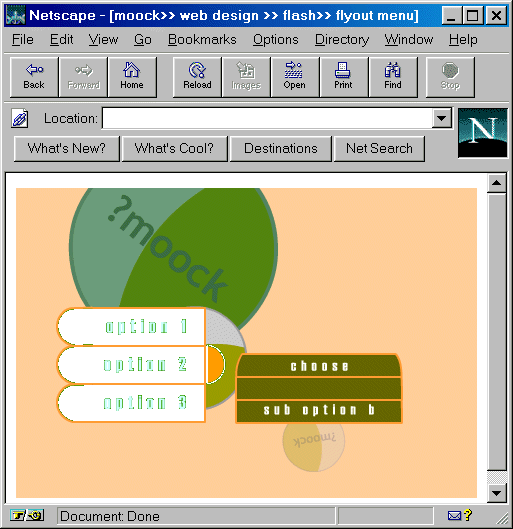 Netscape - [moock>> web design >> flash>> flyout menu]
File Edit View Go Bookmarks Options Directory Window Help
Back Forward Home Reload Images Open Print Find Stop
Location:
N
What's New? What's Cool? Destinations Net Search
?moock
option 1
option 2
option 3
choose
sub option b
?moock
Document: Done